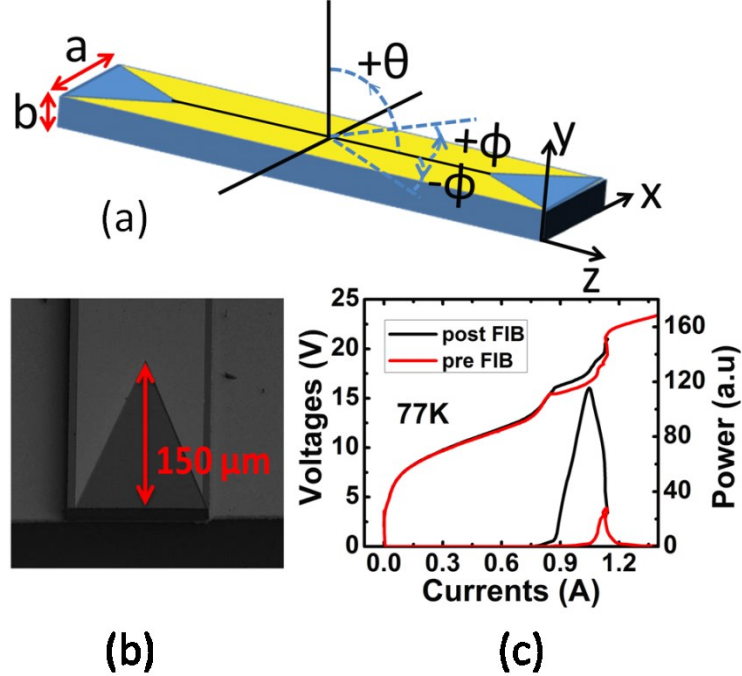 a
b
+θ
+ϕ
-ϕ
y
x
z
(a)
150 μm
(b)
25
20
15
10
5
0
Voltages (V)
post FIB
pre FIB
77K
160
120
80
40
0
Power (a.u)
0.0 0.3 0.6 0.9 1.2
Currents (A)
(c)